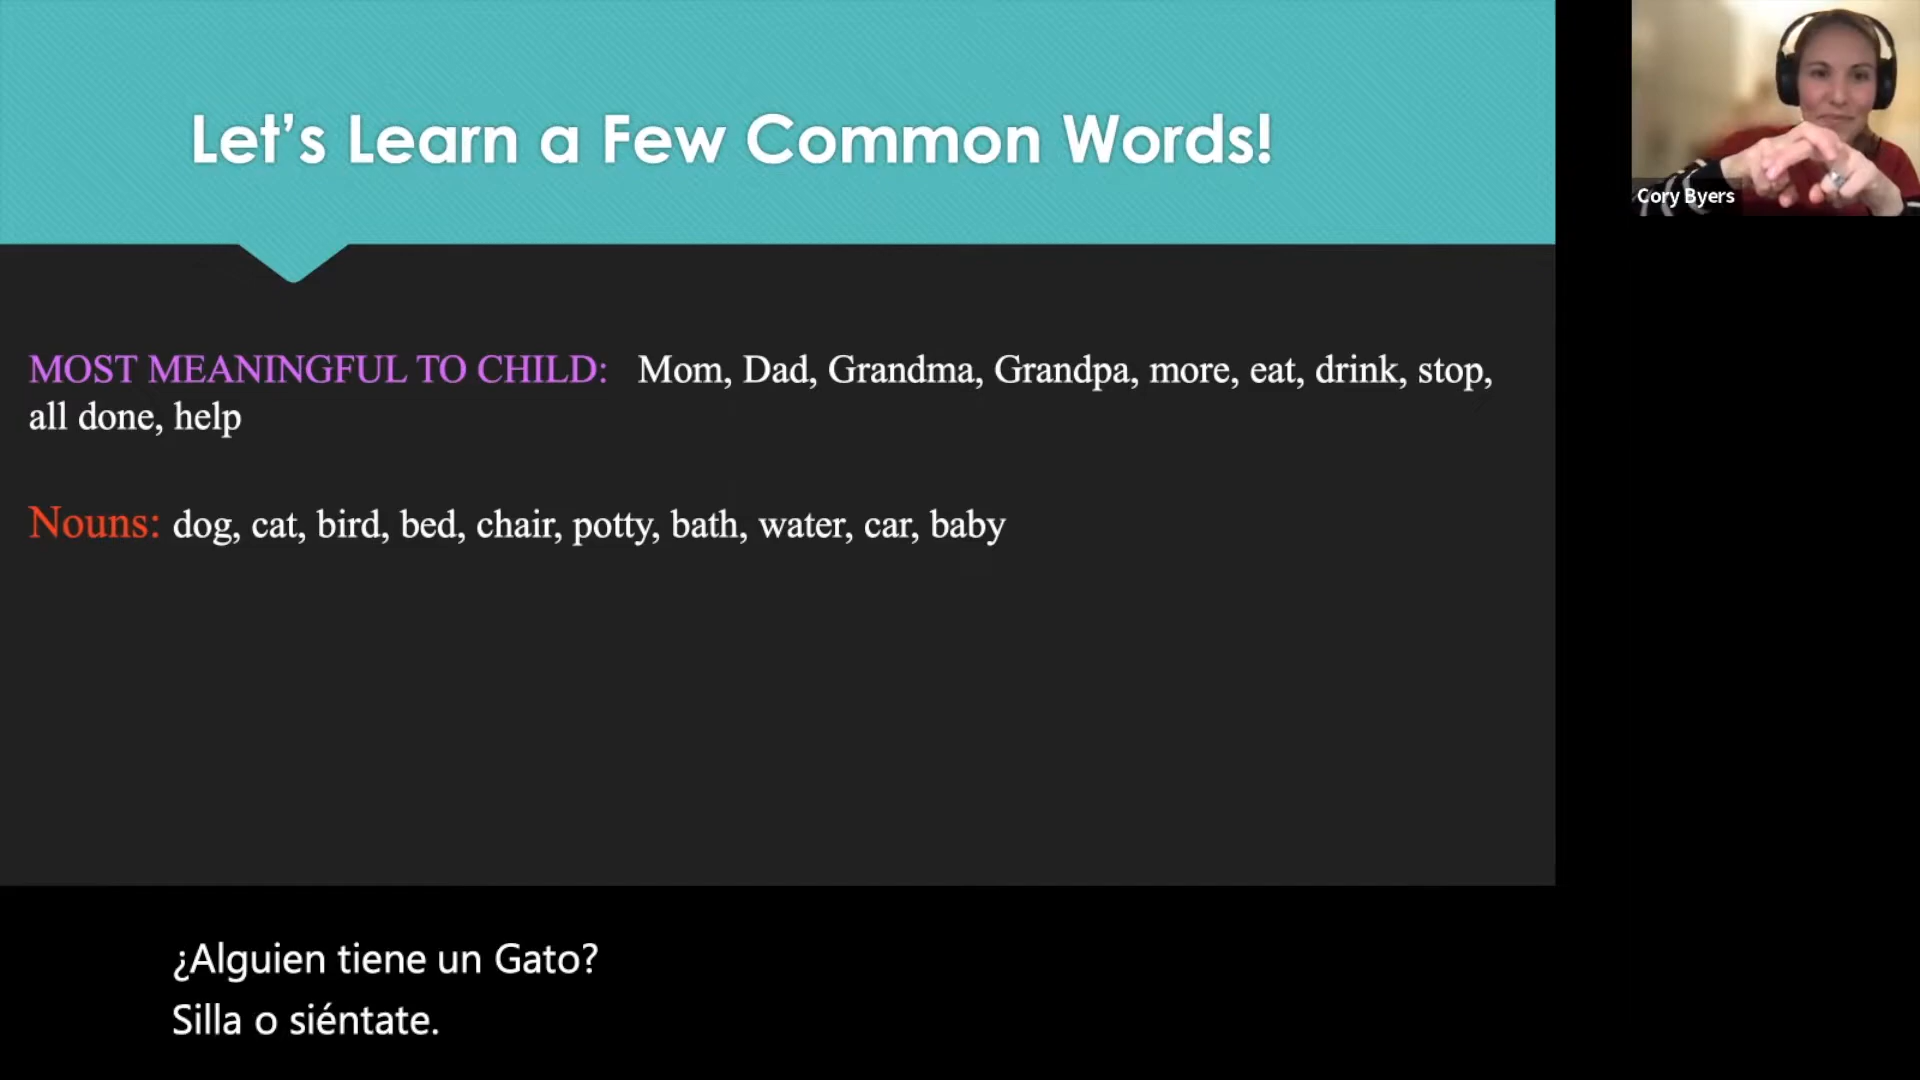 Let’s Learn a Few Common Words!
Cory Byers
MOST MEANINGFUL TO CHILD: Mom, Dad, Grandma, Grandpa, more, eat, drink, stop,
all done, help
Nouns: dog, cat, bird, bed, chair, potty, bath, water, car, baby
¿Alguien tiene un Gato?
Silla o siéntate.